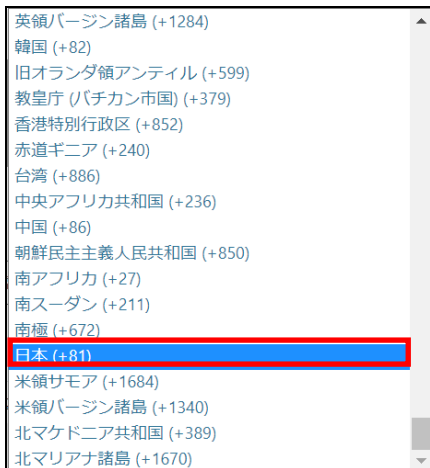 英領バージン諸島 (+1284)
韓国 (+82)
旧オランダ領アンティル (+599)
教皇庁 (バチカン市国) (+379)
香港特別行政区 (+852)
赤道ギニア (+240)
台湾 (+886)
中央アフリカ共和国 (+236)
中国 (+86)
朝鮮民主主義人民共和国 (+850)
南アフリカ (+27)
南スーダン (+211)
南極 (+672)
日本 (+81)
米領サモア (+1684)
米領バージン諸島 (+1340)
北マケドニア共和国 (+389)
北マリアナ諸島 (+1670)